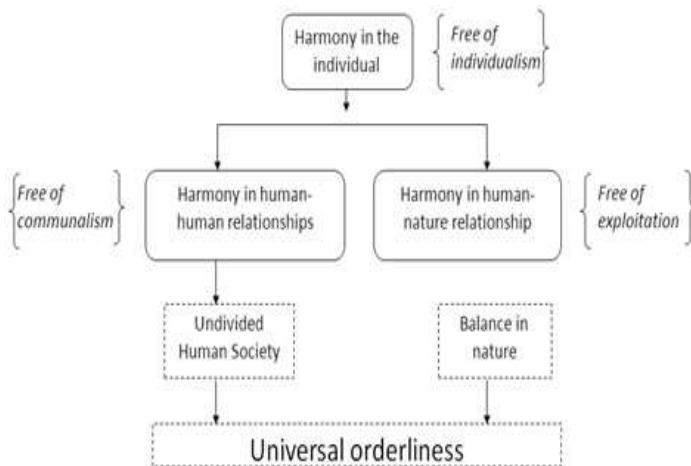 Harmony in the
individual
Free of
individualism
Free of
communalism
Harmony in human-
human relationships
Harmony in human-
nature relationship
Free of
exploitation
Undivided
Human Society
Balance in
nature
Universal orderliness